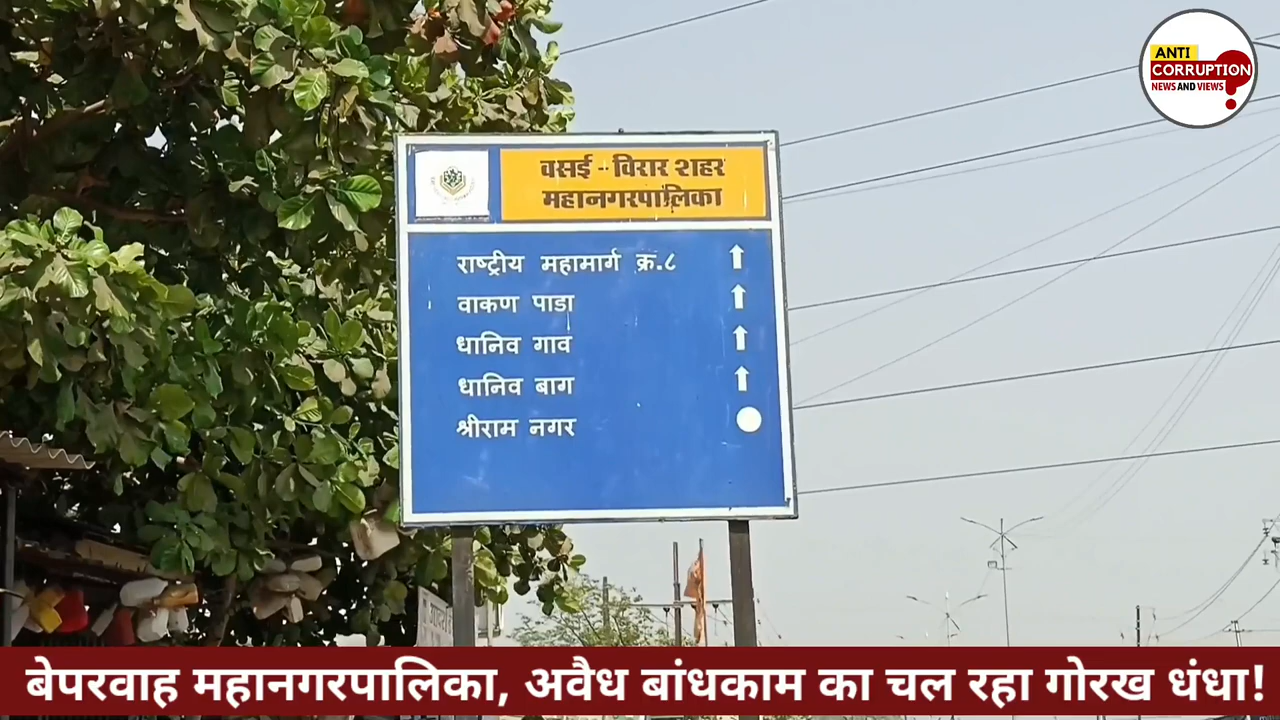 ANTI
CORRUPTION
NEWS AND VIEWS
वसई - विरार शहर
महानगरपालिका
राष्ट्रीय महामार्ग क्र.८
वाकण पाडा
धानिव गाव
धानिव बाग
श्रीराम नगर
बेपरवाह महानगरपालिका, अवैध बांधकाम का चल रहा गोरख धंधा!